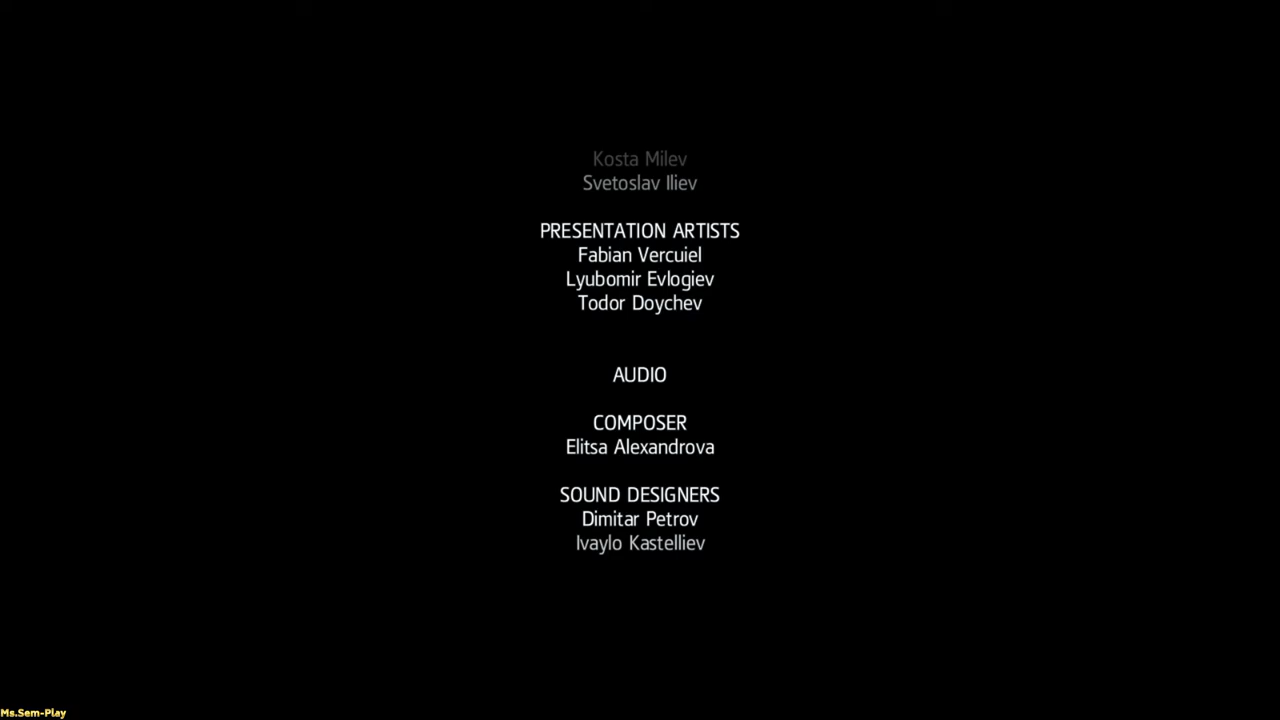 Kosta Milev
Svetoslav Iliev
PRESENTATION ARTISTS
Fabian Vercuiel
Lyubomir Evlogiev
Todor Doychev
AUDIO
COMPOSER
Elitsa Alexandrova
SOUND DESIGNERS
Dimitar Petrov
Ivaylo Kastelliev
Ms.Sem-Play